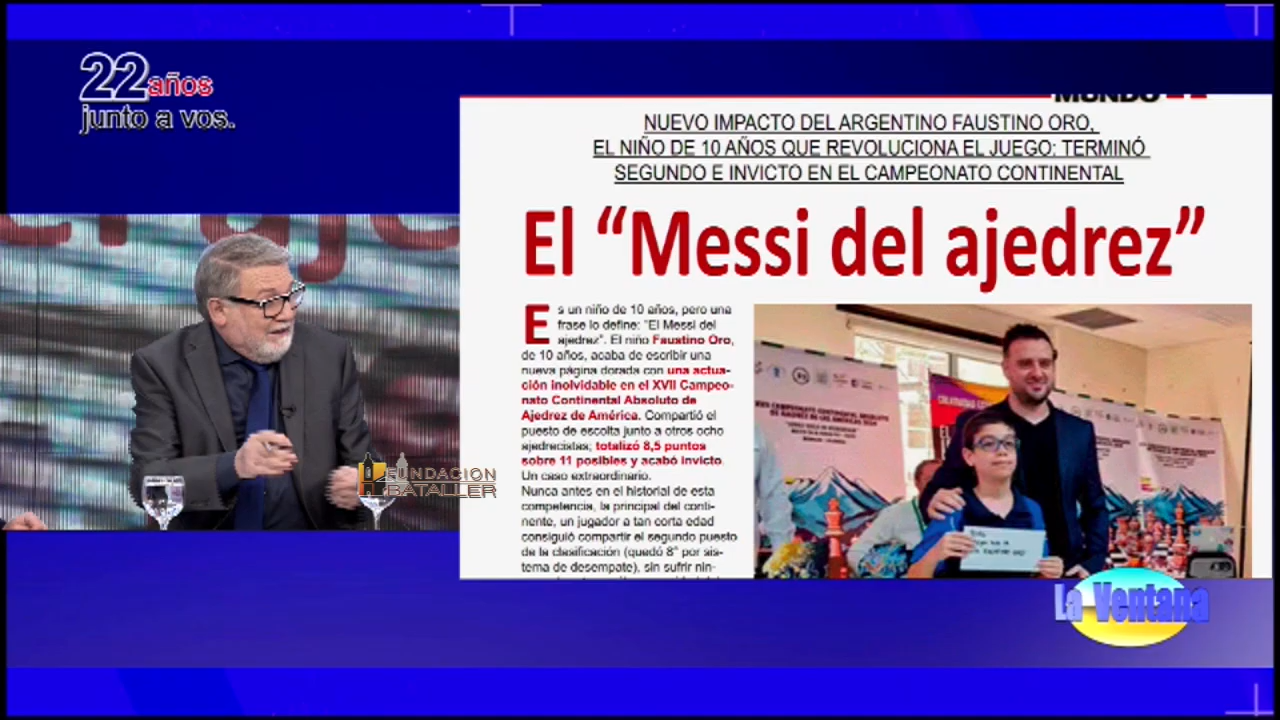 22 años
junto a vos.
MUNDO
NUEVO IMPACTO DEL ARGENTINO FAUSTINO ORO,
EL NIÑO DE 10 AÑOS QUE REVOLUCIONA EL JUEGO: TERMINÓ
SEGUNDO E INVICTO EN EL CAMPEONATO CONTINENTAL
El “Messi del ajedrez”
Es un niño de 10 años, pero una
frase lo define: “El Messi del
ajedrez”. El niño Faustino Oro,
de 10 años, acaba de escribir una
nueva página dorada con una actua-
ción inolvidable en el XVII Campeo-
nato Continental Absoluto de
Ajedrez de América. Compartió el
puesto de escolta junto a otros ocho
ajedrecistas; totalizó 8,5 puntos
sobre 11 posibles y acabó invicto.
Un caso extraordinario.
Nunca antes en el historial de esta
competencia, la principal del conti-
nente, un jugador a tan corta edad
consiguió compartir el segundo puesto
de la clasificación (quedó 8° por sis-
tema de desempate), sin sufrir nin-
FUNDACION
BATALLER
La Ventana